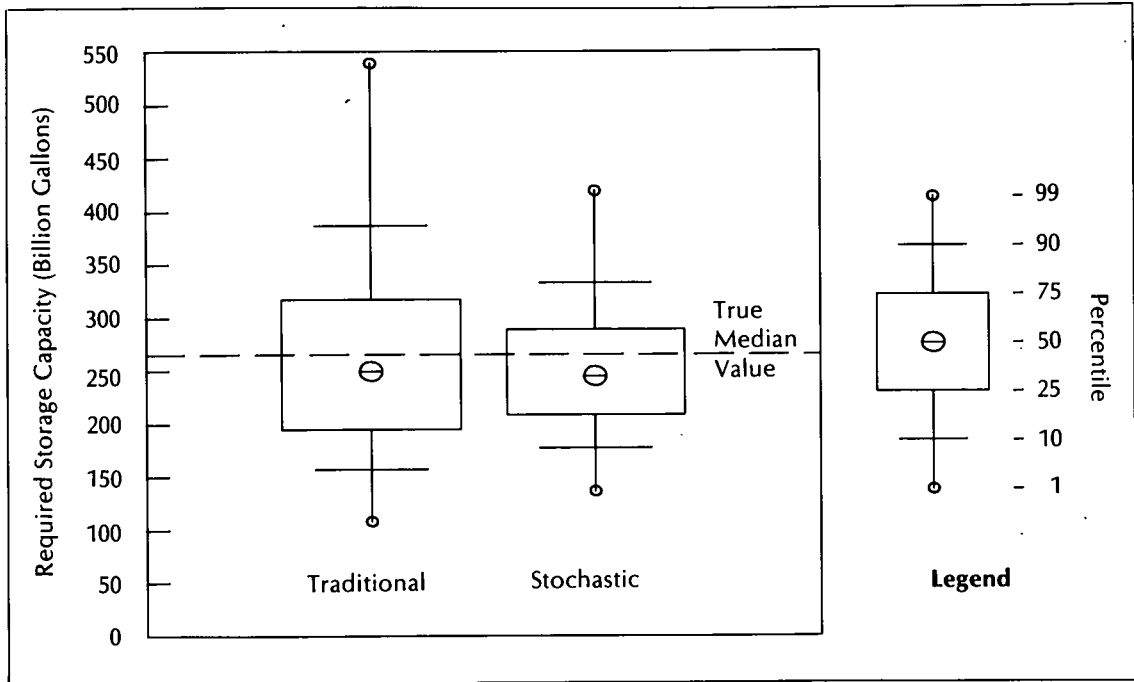 Required Storage Capacity (Billion Gallons)
550
500
450
400
350
300
250
200
150
100
50
0
True
Median
Value
Traditional
Stochastic
99
90
75
50
25
10
1
Percentile
Legend